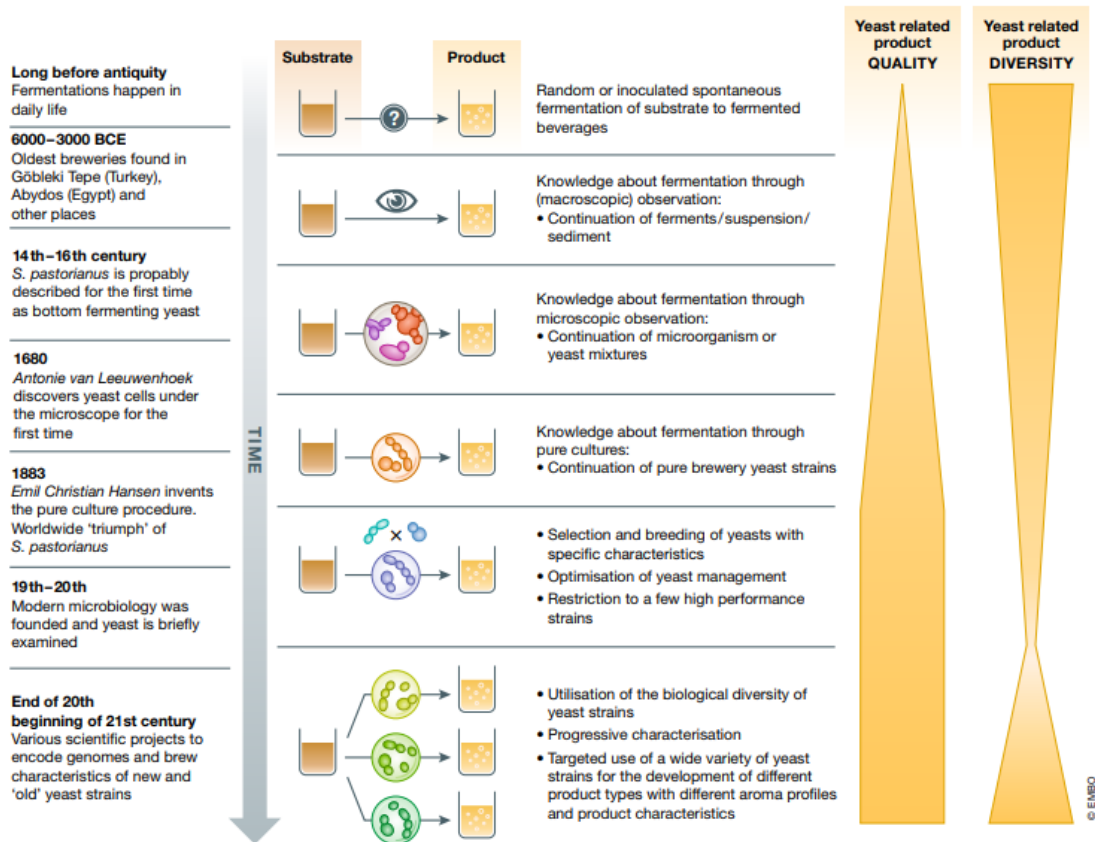 Long before antiquity
Fermentations happen in
daily life
6000–3000 BCE
Oldest breweries found in
Göbleki Tepe (Turkey),
Abydos (Egypt) and
other places
14th–16th century
S. pastorianus is propably
described for the first time
as bottom fermenting yeast
1680
Antonie van Leeuwenhoek
discovers yeast cells under
the microscope for the
first time
1883
Emil Christian Hansen invents
the pure culture procedure.
Worldwide ‘triumph’ of
S. pastorianus
19th–20th
Modern microbiology was
founded and yeast is briefly
examined
End of 20th
beginning of 21st century
Various scientific projects to
encode genomes and brew
characteristics of new and
‘old’ yeast strains
TIME
Substrate
Product
?
Random or inoculated spontaneous
fermentation of substrate to fermented
beverages
Knowledge about fermentation through
(macroscopic) observation:
• Continuation of ferments/suspension/
sediment
Knowledge about fermentation through
microscopic observation:
• Continuation of microorganism or
yeast mixtures
Knowledge about fermentation through
pure cultures:
• Continuation of pure brewery yeast strains
×
• Selection and breeding of yeasts with
specific characteristics
• Optimisation of yeast management
• Restriction to a few high performance
strains
• Utilisation of the biological diversity of
yeast strains
• Progressive characterisation
• Targeted use of a wide variety of yeast
strains for the development of different
product types with different aroma profiles
and product characteristics
Yeast related
product
QUALITY
Yeast related
product
DIVERSITY
© EMBO